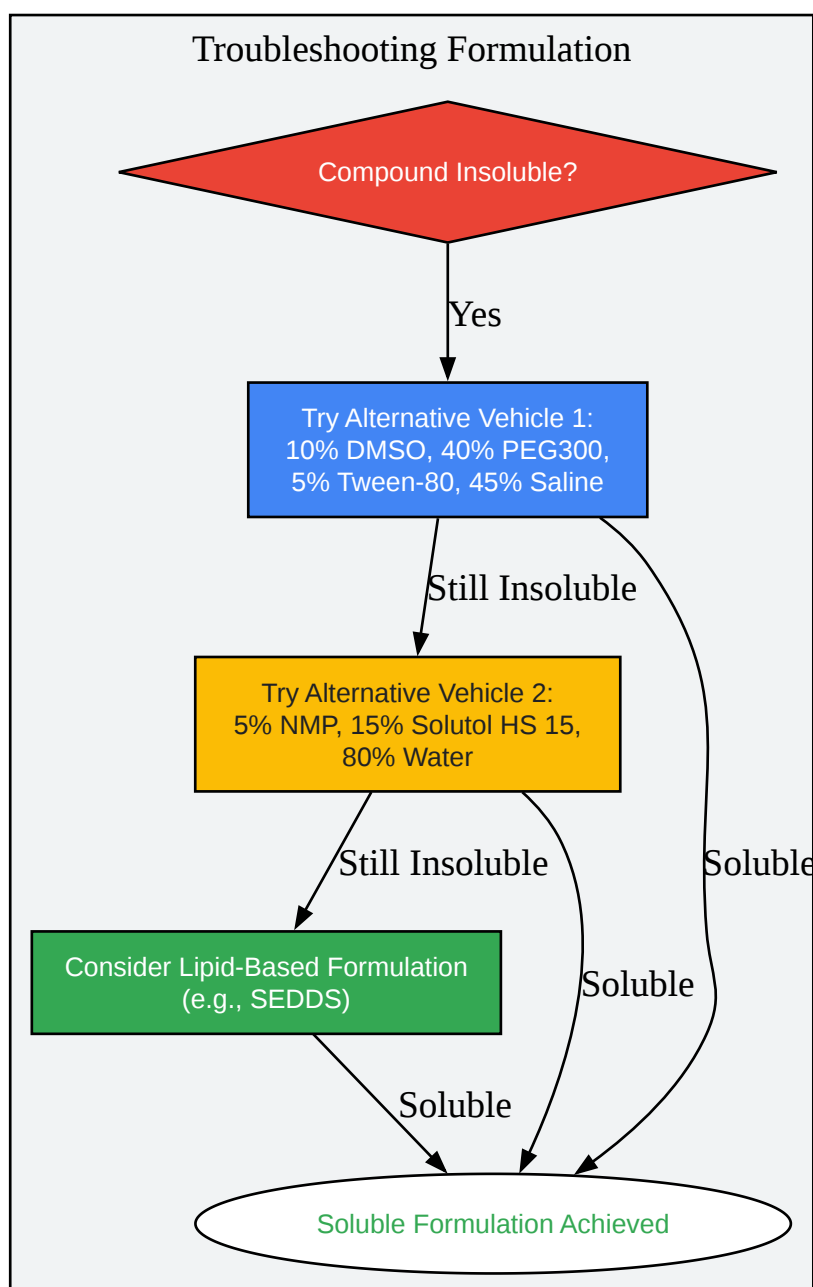 Troubleshooting Formulation
Compound Insoluble?
Yes
Try Alternative Vehicle 1:
10% DMSO, 40% PEG300,
5% Tween-80, 45% Saline
Still Insoluble
Try Alternative Vehicle 2:
5% NMP, 15% Solutol HS 15,
80% Water
Still Insoluble
Soluble
Consider Lipid-Based Formulation
(e.g., SEDDS)
Soluble
Soluble
Soluble Formulation Achieved